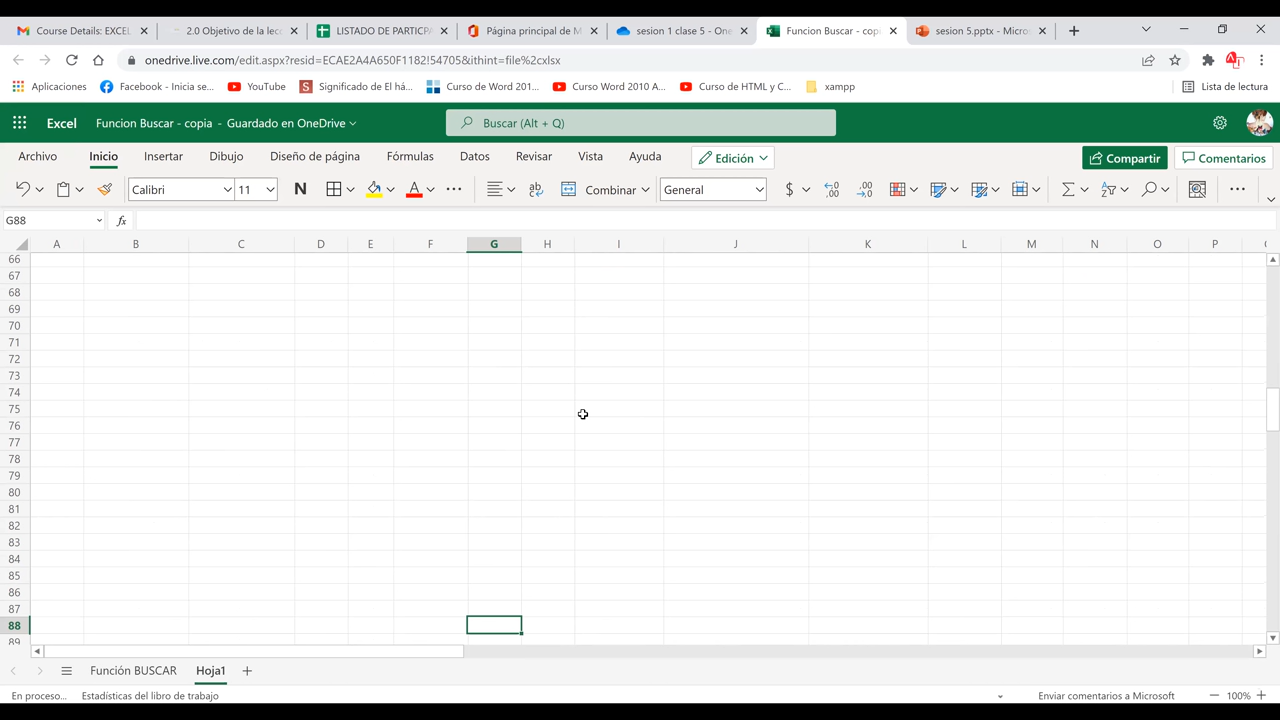 Course Details: EXCEL
2.0 Objetivo de la lecc
LISTADO DE PARTICPA
Página principal de M
sesion 1 clase 5 - One
Funcion Buscar - copia
sesion 5.pptx - Micros
onedrive.live.com/edit.aspx?resid=ECAE2A4A650F1182!54705&ithint=file%2cxlsx
Aplicaciones
Facebook - Inicia se...
YouTube
Significado de El há...
Curso de Word 201...
Curso Word 2010 A...
Curso de HTML y C...
xampp
Lista de lectura
Excel
Funcion Buscar - copia - Guardado en OneDrive
Buscar (Alt + Q)
Archivo
Inicio
Insertar
Dibujo
Diseño de página
Fórmulas
Datos
Revisar
Vista
Ayuda
Edición
Compartir
Comentarios
Calibri
11
N
Combinar
General
$
G88
fx
A B C D E F G H I J K L M N O P
66
67
68
69
70
71
72
73
74
75
76
77
78
79
80
81
82
83
84
85
86
87
88
89
Función BUSCAR
Hoja1
En proceso...
Estadísticas del libro de trabajo
Enviar comentarios a Microsoft
100%